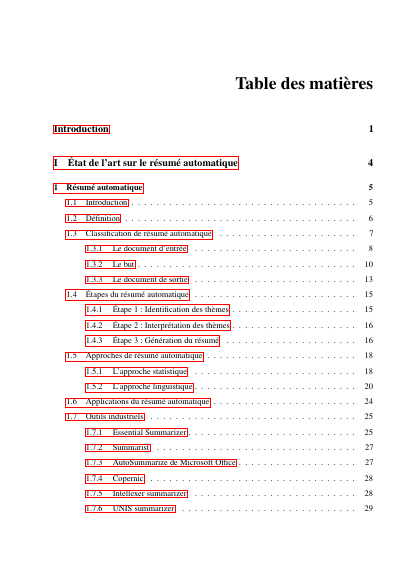 Table des matières
Introduction 1
I État de l'art sur le résumé automatique 4
1 Résumé automatique 5
1.1 Introduction . . . . . . . . . . . . . . . . . . . . . . . . . . . . . . 5
1.2 Définition . . . . . . . . . . . . . . . . . . . . . . . . . . . . . . 6
1.3 Classification de résumé automatique . . . . . . . . . . . . . . . . . . . 7
1.3.1 Le document d'entrée . . . . . . . . . . . . . . . . . . . . . . 8
1.3.2 Le but . . . . . . . . . . . . . . . . . . . . . . . . . . . . 10
1.3.3 Le document de sortie . . . . . . . . . . . . . . . . . . . . . . 13
1.4 Étapes du résumé automatique . . . . . . . . . . . . . . . . . . . . . . 15
1.4.1 Étape 1 : Identification des thèmes . . . . . . . . . . . . . . . . . 15
1.4.2 Étape 2 : Interprétation des thèmes . . . . . . . . . . . . . . . . . 16
1.4.3 Étape 3 : Génération du résumé . . . . . . . . . . . . . . . . . . 16
1.5 Approches de résumé automatique . . . . . . . . . . . . . . . . . . . . 18
1.5.1 L'approche statistique . . . . . . . . . . . . . . . . . . . . . . 18
1.5.2 L'approche linguistique . . . . . . . . . . . . . . . . . . . . . 20
1.6 Applications du résumé automatique . . . . . . . . . . . . . . . . . . . 24
1.7 Outils industriels . . . . . . . . . . . . . . . . . . . . . . . . . . . 25
1.7.1 Essential Summarizer . . . . . . . . . . . . . . . . . . . . . . 25
1.7.2 Summarist . . . . . . . . . . . . . . . . . . . . . . . . . . . 27
1.7.3 AutoSummarize de Microsoft Office . . . . . . . . . . . . . . . . 27
1.7.4 Copernic . . . . . . . . . . . . . . . . . . . . . . . . . . . 28
1.7.5 Intellexer summarizer . . . . . . . . . . . . . . . . . . . . . . 28
1.7.6 UNIS summarizer . . . . . . . . . . . . . . . . . . . . . . . . 29